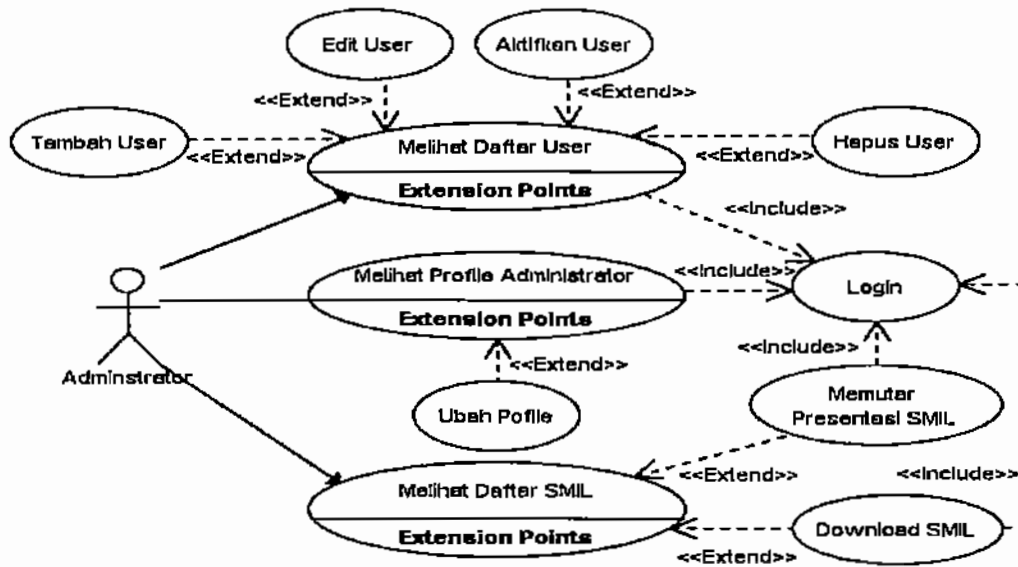 Edit User
Aktifkan User
<<Extend>>
<<Extend>>
Tambah User
<<Extend>>
Melihat Daftar User
<<Extend>>
Hapus User
Extension Points
<<Include>>
Melihat Profile Administrator
<<Include>>
Login
Extension Points
<<Include>>
Adminstrator
<<Extend>>
Ubah Pofile
Memutar
Presentasi SMIL
Melihat Daftar SMIL
<<Extend>>
<<Include>>
Extension Points
Download SMIL
<<Extend>>